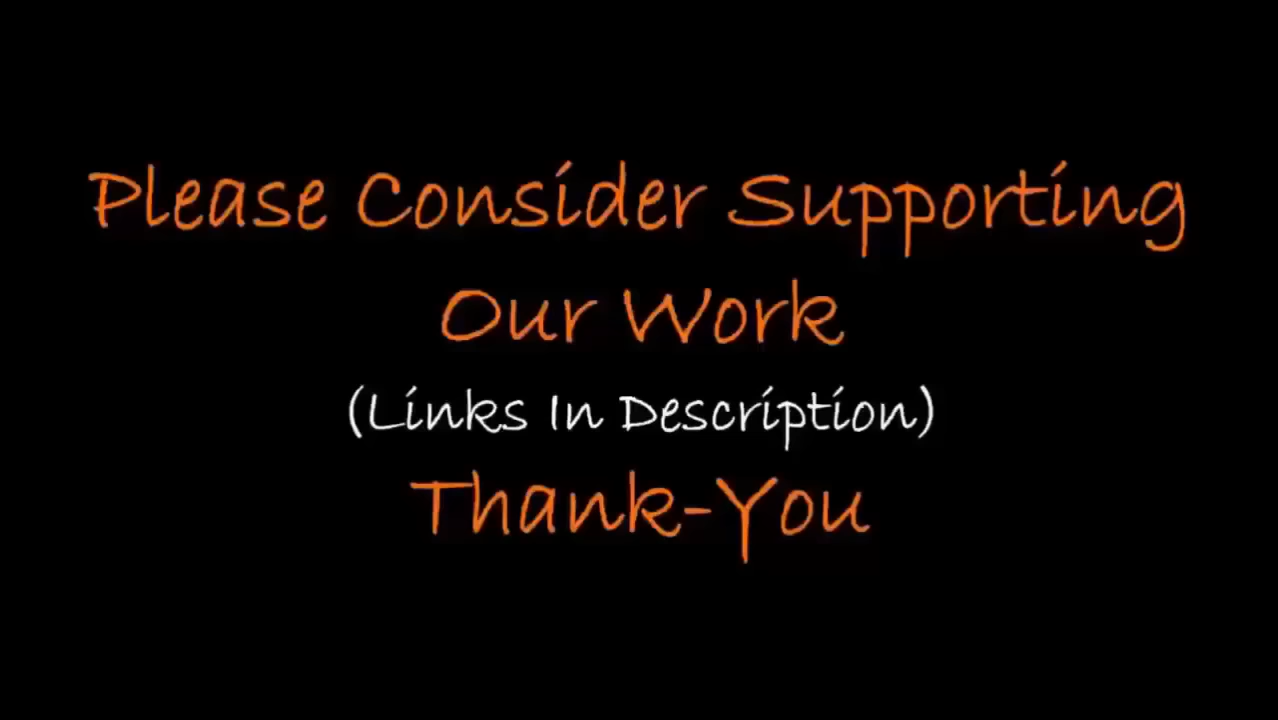 Please Consider Supporting
Our Work
(Links In Description)
Thank-You